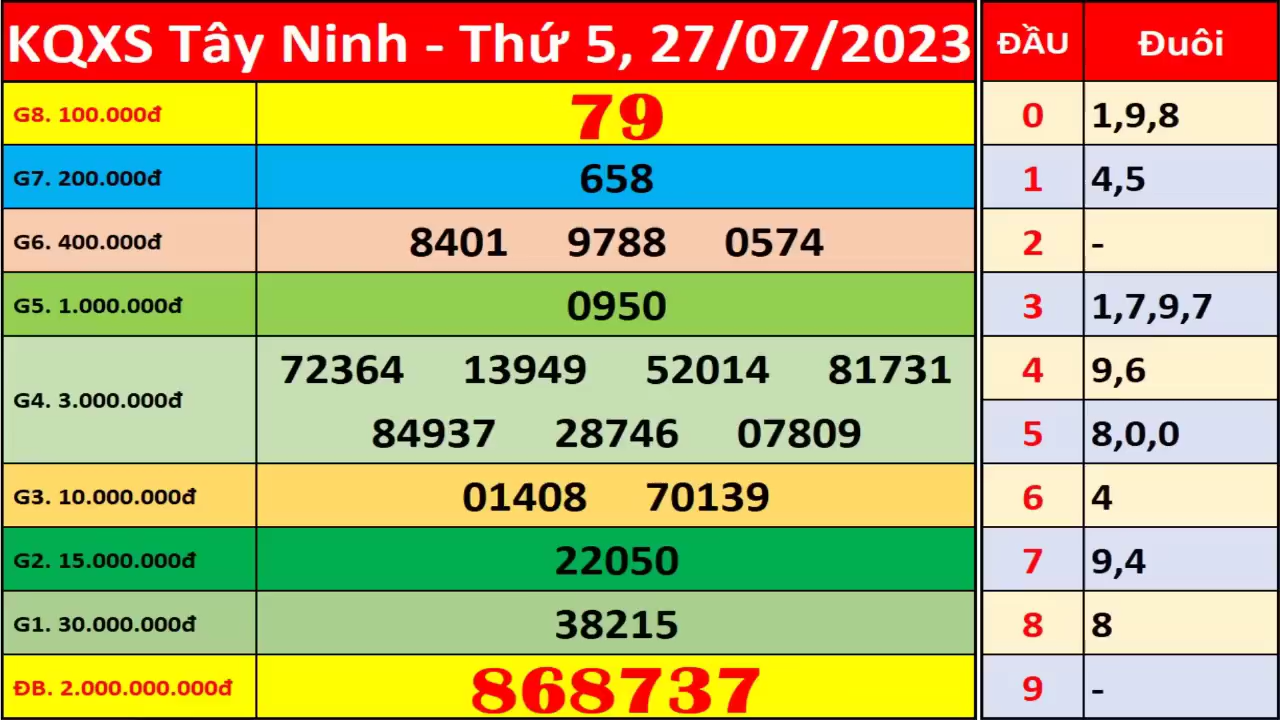 KQXS Tây Ninh - Thứ 5, 27/07/2023 ĐẦU Đuôi
G8. 100.000đ 79 0 1,9,8
G7. 200.000đ 658 1 4,5
G6. 400.000đ 8401 9788 0574 2 -
G5. 1.000.000đ 0950 3 1,7,9,7
G4. 3.000.000đ 72364 13949 52014 81731 4 9,6
84937 28746 07809 5 8,0,0
G3. 10.000.000đ 01408 70139 6 4
G2. 15.000.000đ 22050 7 9,4
G1. 30.000.000đ 38215 8 8
ĐB. 2.000.000.000đ 868737 9 -